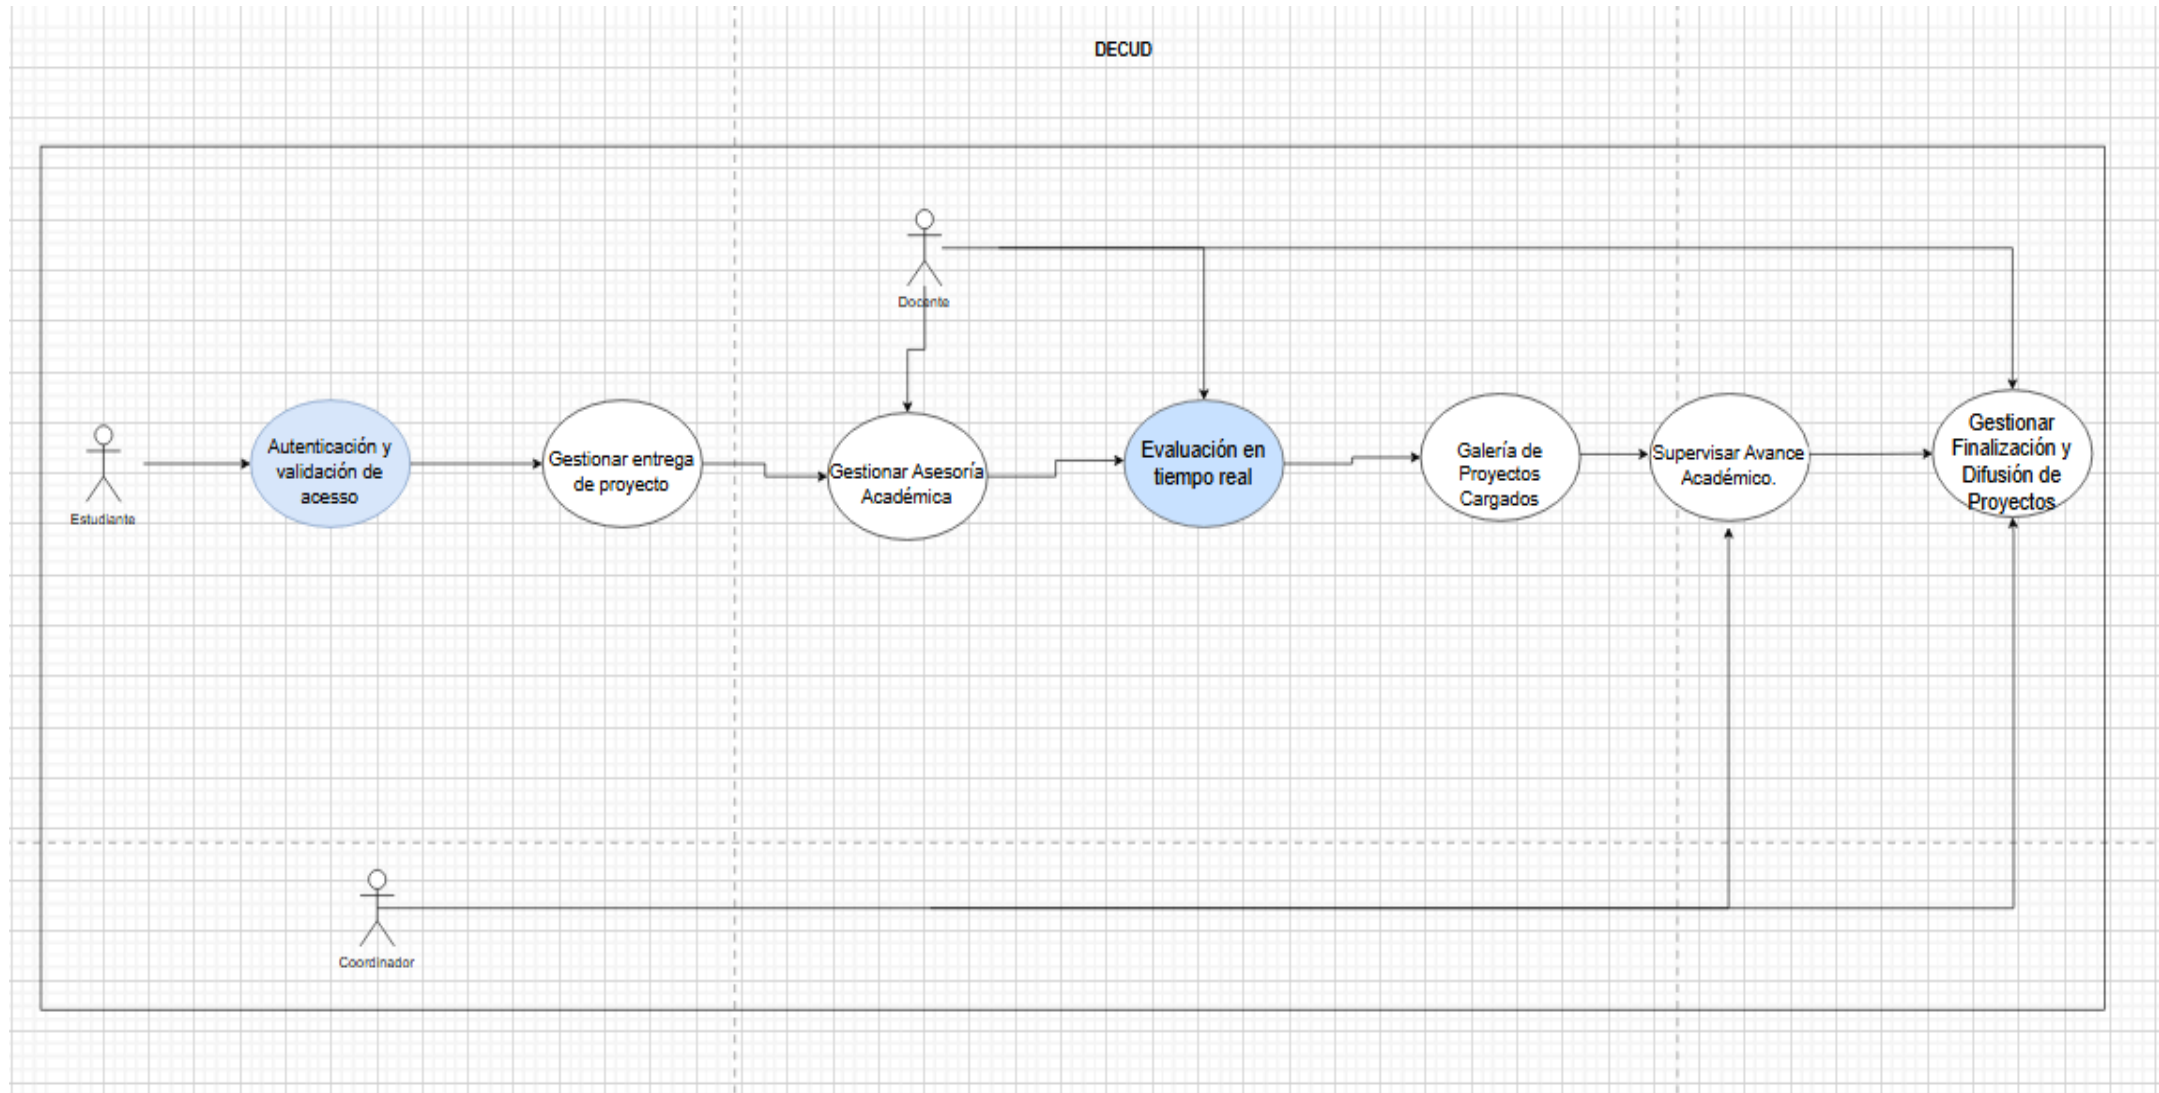 DECUD
Docente
Estudiante
Autenticación y
validación de
acesso
Gestionar entrega
de proyecto
Gestionar Asesoría
Académica
Evaluación en
tiempo real
Galería de
Proyectos
Cargados
Supervisar Avance
Académico.
Gestionar
Finalización y
Difusión de
Proyectos
Coordinador